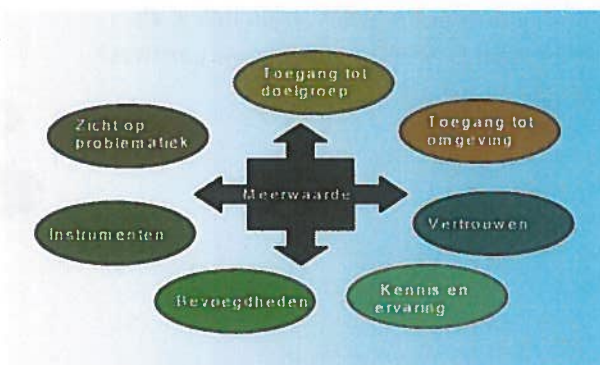 Toegang tot
doelgroep
Zicht op
problematiek
Toegang tot
omgeving
Meerwaarde
Instrumenten
Vertrouwen
Bevoegdheden
Kennis en
ervaring